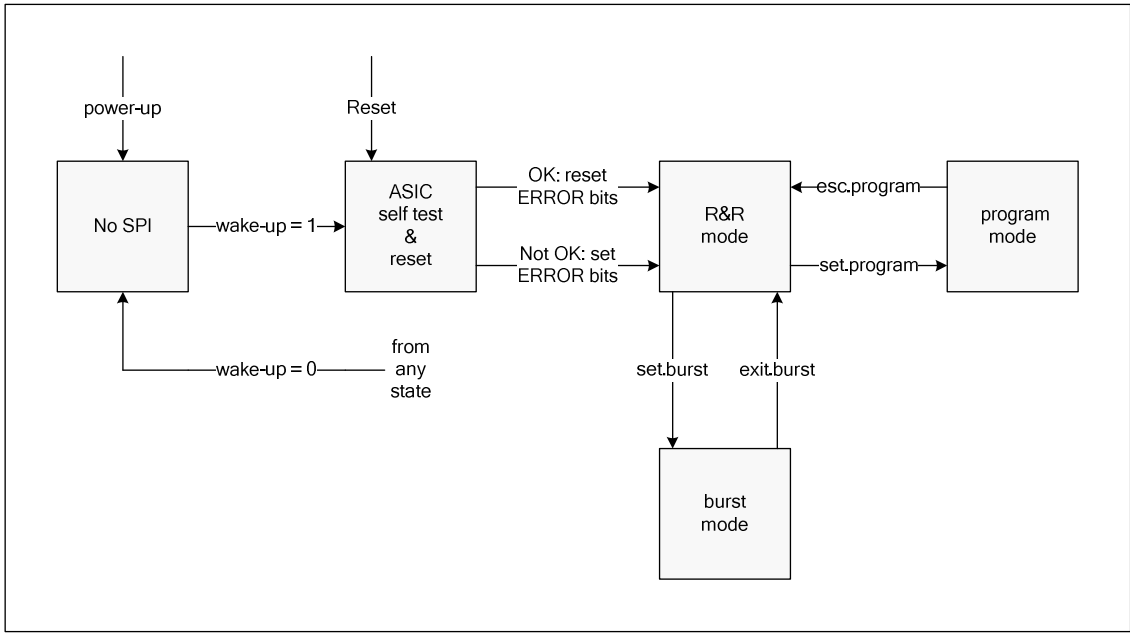 power-up
Reset
No SPI
wake-up = 1
ASIC
self test
&
reset
OK: reset
ERROR bits
Not OK: set
ERROR bits
R&R
mode
esc.program
set.program
program
mode
wake-up = 0
from
any
state
set.burst
exit.burst
burst
mode